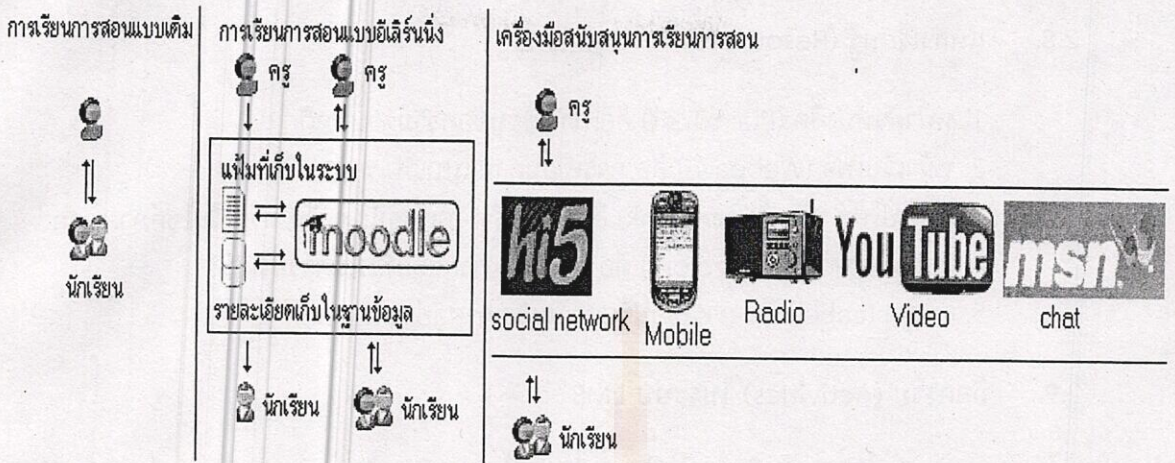 การเรียนการสอนแบบเดิม
นักเรียน
การเรียนการสอนแบบอีเลิร์นนิ่ง
ครู ครู
แฟ้มที่เก็บในระบบ
moodle
รายละเอียดเก็บในฐานข้อมูล
นักเรียน นักเรียน
เครื่องมือสนับสนุนการเรียนการสอน
ครู
hi5 You Tube msn
social network Mobile Radio Video chat
นักเรียน